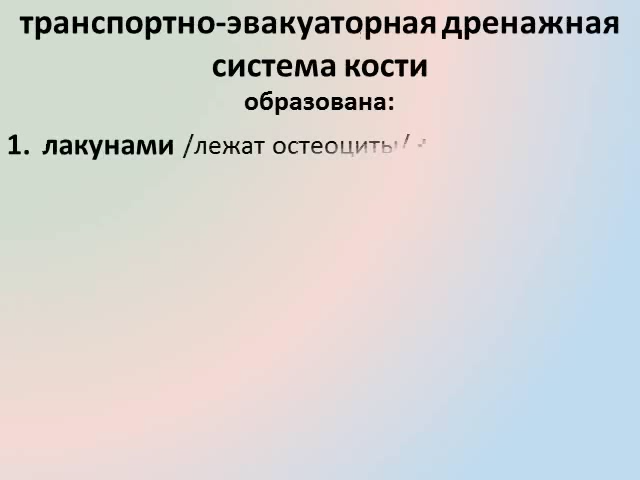 транспортно-эвакуаторная дренажная
система кости
образована:
1. лакунами /лежат остеоциты/